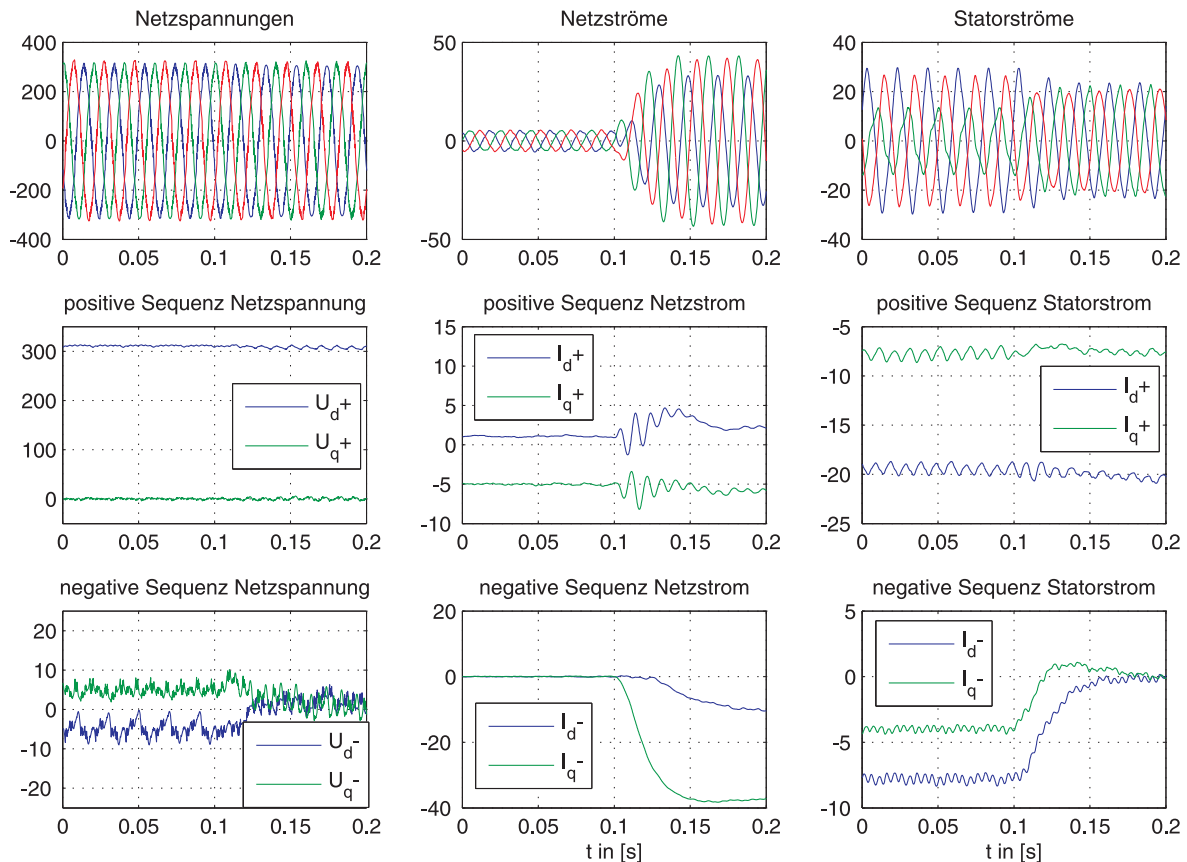 Netzspannungen
Netzströme
Statorströme
400
200
0
-200
-400
0 0.05 0.1 0.15 0.2
50
0
-50
0 0.05 0.1 0.15 0.2
40
20
0
-20
40
0 0.05 0.1 0.15 0.2
positive Sequenz Netzspannung
positive Sequenz Netzstrom
positive Sequenz Statorstrom
300
200
300
0
U_d+
U_q+
0 0.05 0.1 0.15 0.2
15
10
5
0
-5
-10
I_d+
I_q+
0 0.05 0.1 0.15 0.2
-5
-10
-15
-20
-25
I_d+
I_q+
0 0.05 0.1 0.15 0.2
negative Sequenz Netzspannung
negative Sequenz Netzstrom
negative Sequenz Statorstrom
20
10
0
-10
-20
U_d-
U_q-
0 0.05 0.1 0.15 0.2
20
0
-20
-40
I_d-
I_q-
0 0.05 0.1 0.15 0.2
t in [s]
5
0
-5
-10
I_d-
I_q-
0 0.05 0.1 0.15 0.2
t in [s]